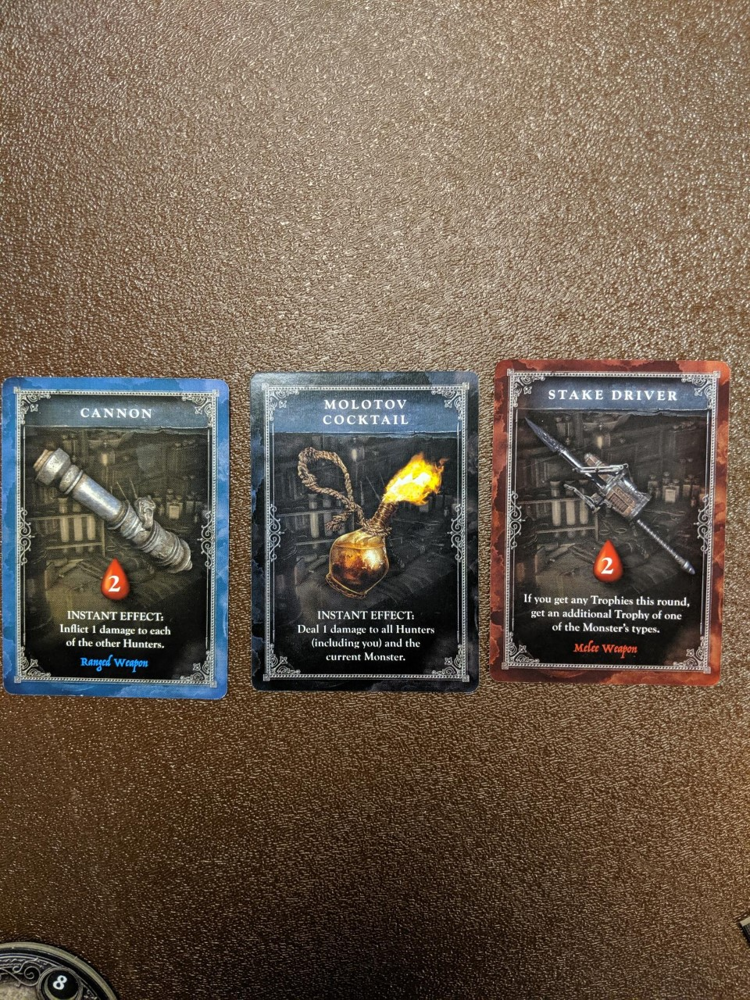 CANNON
2
INSTANT EFFECT:
Inflict 1 damage to each
of the other Hunters.
Ranged Weapon
MOLOTOV
COCKTAIL
INSTANT EFFECT:
Deal 1 damage to all Hunters
(including you) and the
current Monster.
STAKE DRIVER
2
If you get any Trophies this round,
get an additional Trophy of one
of the Monster's types.
Melee Weapon
8